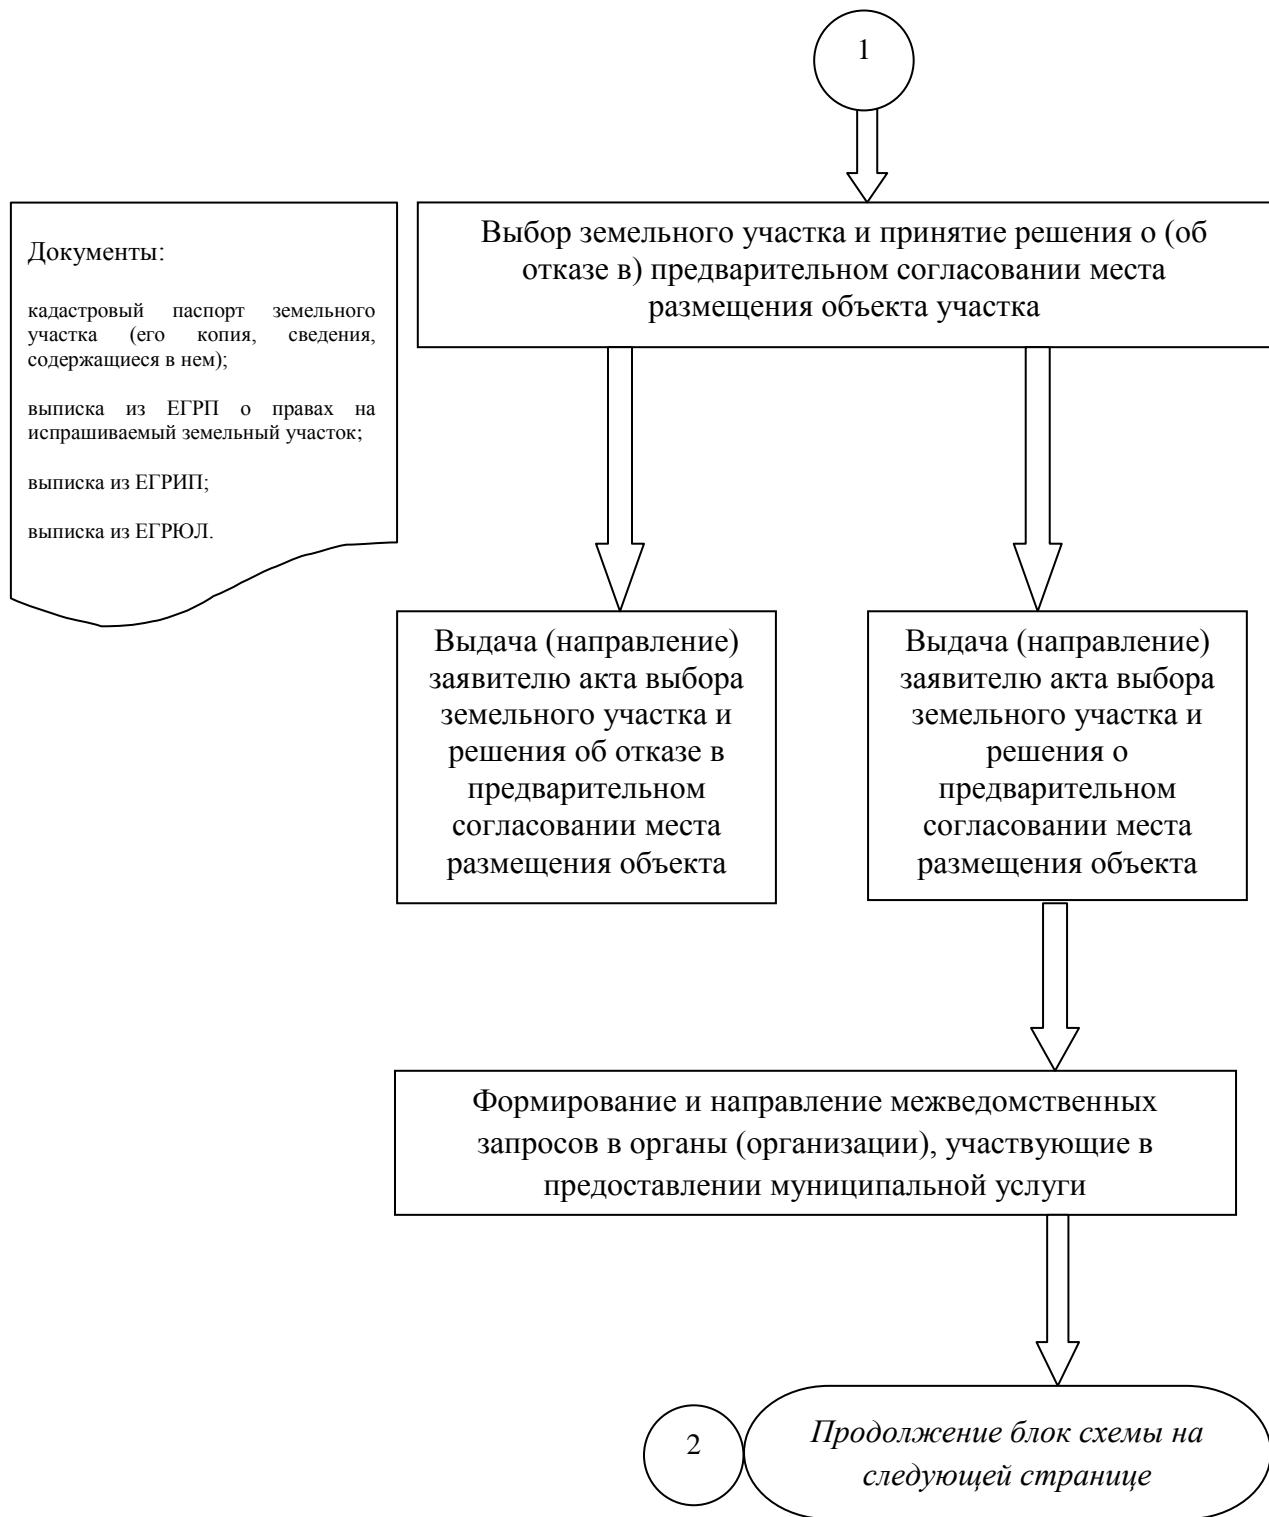 1
Документы:
кадастровый паспорт земельного
участка (его копия, сведения,
содержащиеся в нем);
выписка из ЕГРП о правах на
испрашиваемый земельный участок;
выписка из ЕГРИП;
выписка из ЕГРЮЛ.
Выбор земельного участка и принятие решения о (об
отказе в) предварительном согласовании места
размещения объекта участка
Выдача (направление)
заявителю акта выбора
земельного участка и
решения об отказе в
предварительном
согласовании места
размещения объекта
Выдача (направление)
заявителю акта выбора
земельного участка и
решения о
предварительном
согласовании места
размещения объекта
Формирование и направление межведомственных
запросов в органы (организации), участвующие в
предоставлении муниципальной услуги
2
Продолжение блок схемы на
следующей странице